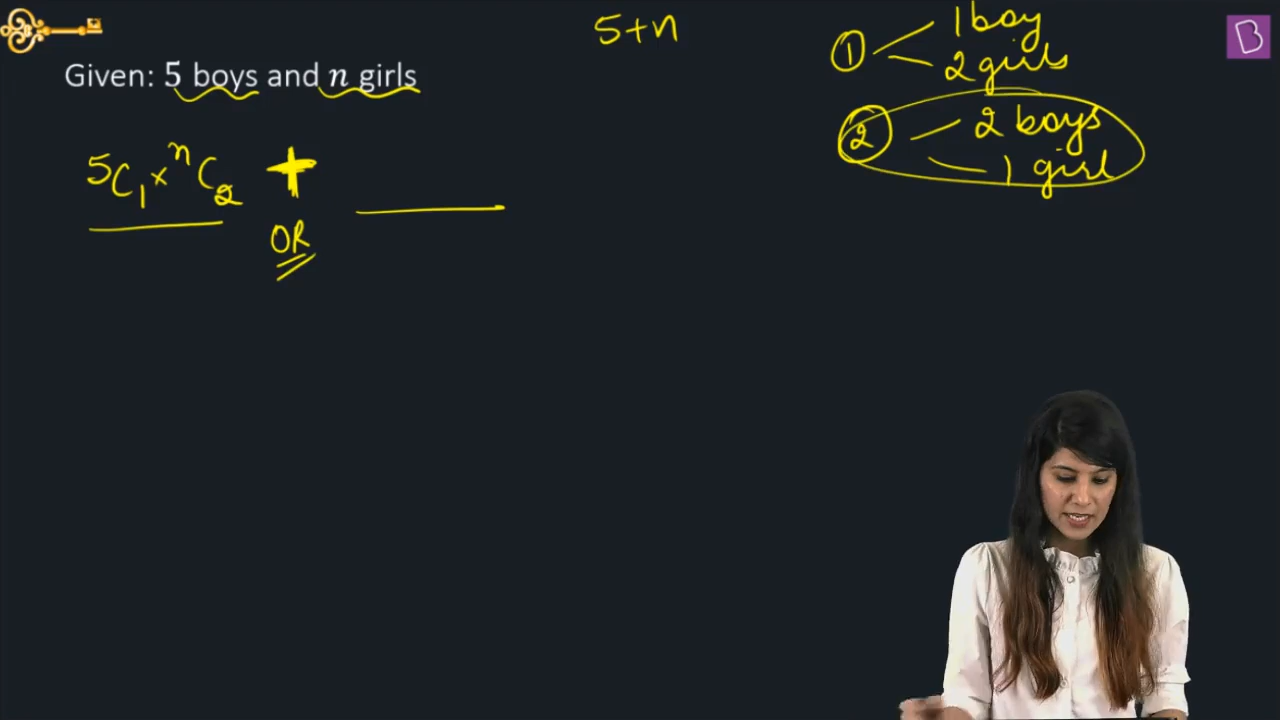 5+n
① 1 boy
2 girls
Given: 5 boys and n girls
② 2 boys
1 girl
⁵C₁ × ⁿC₂ +
OR
B